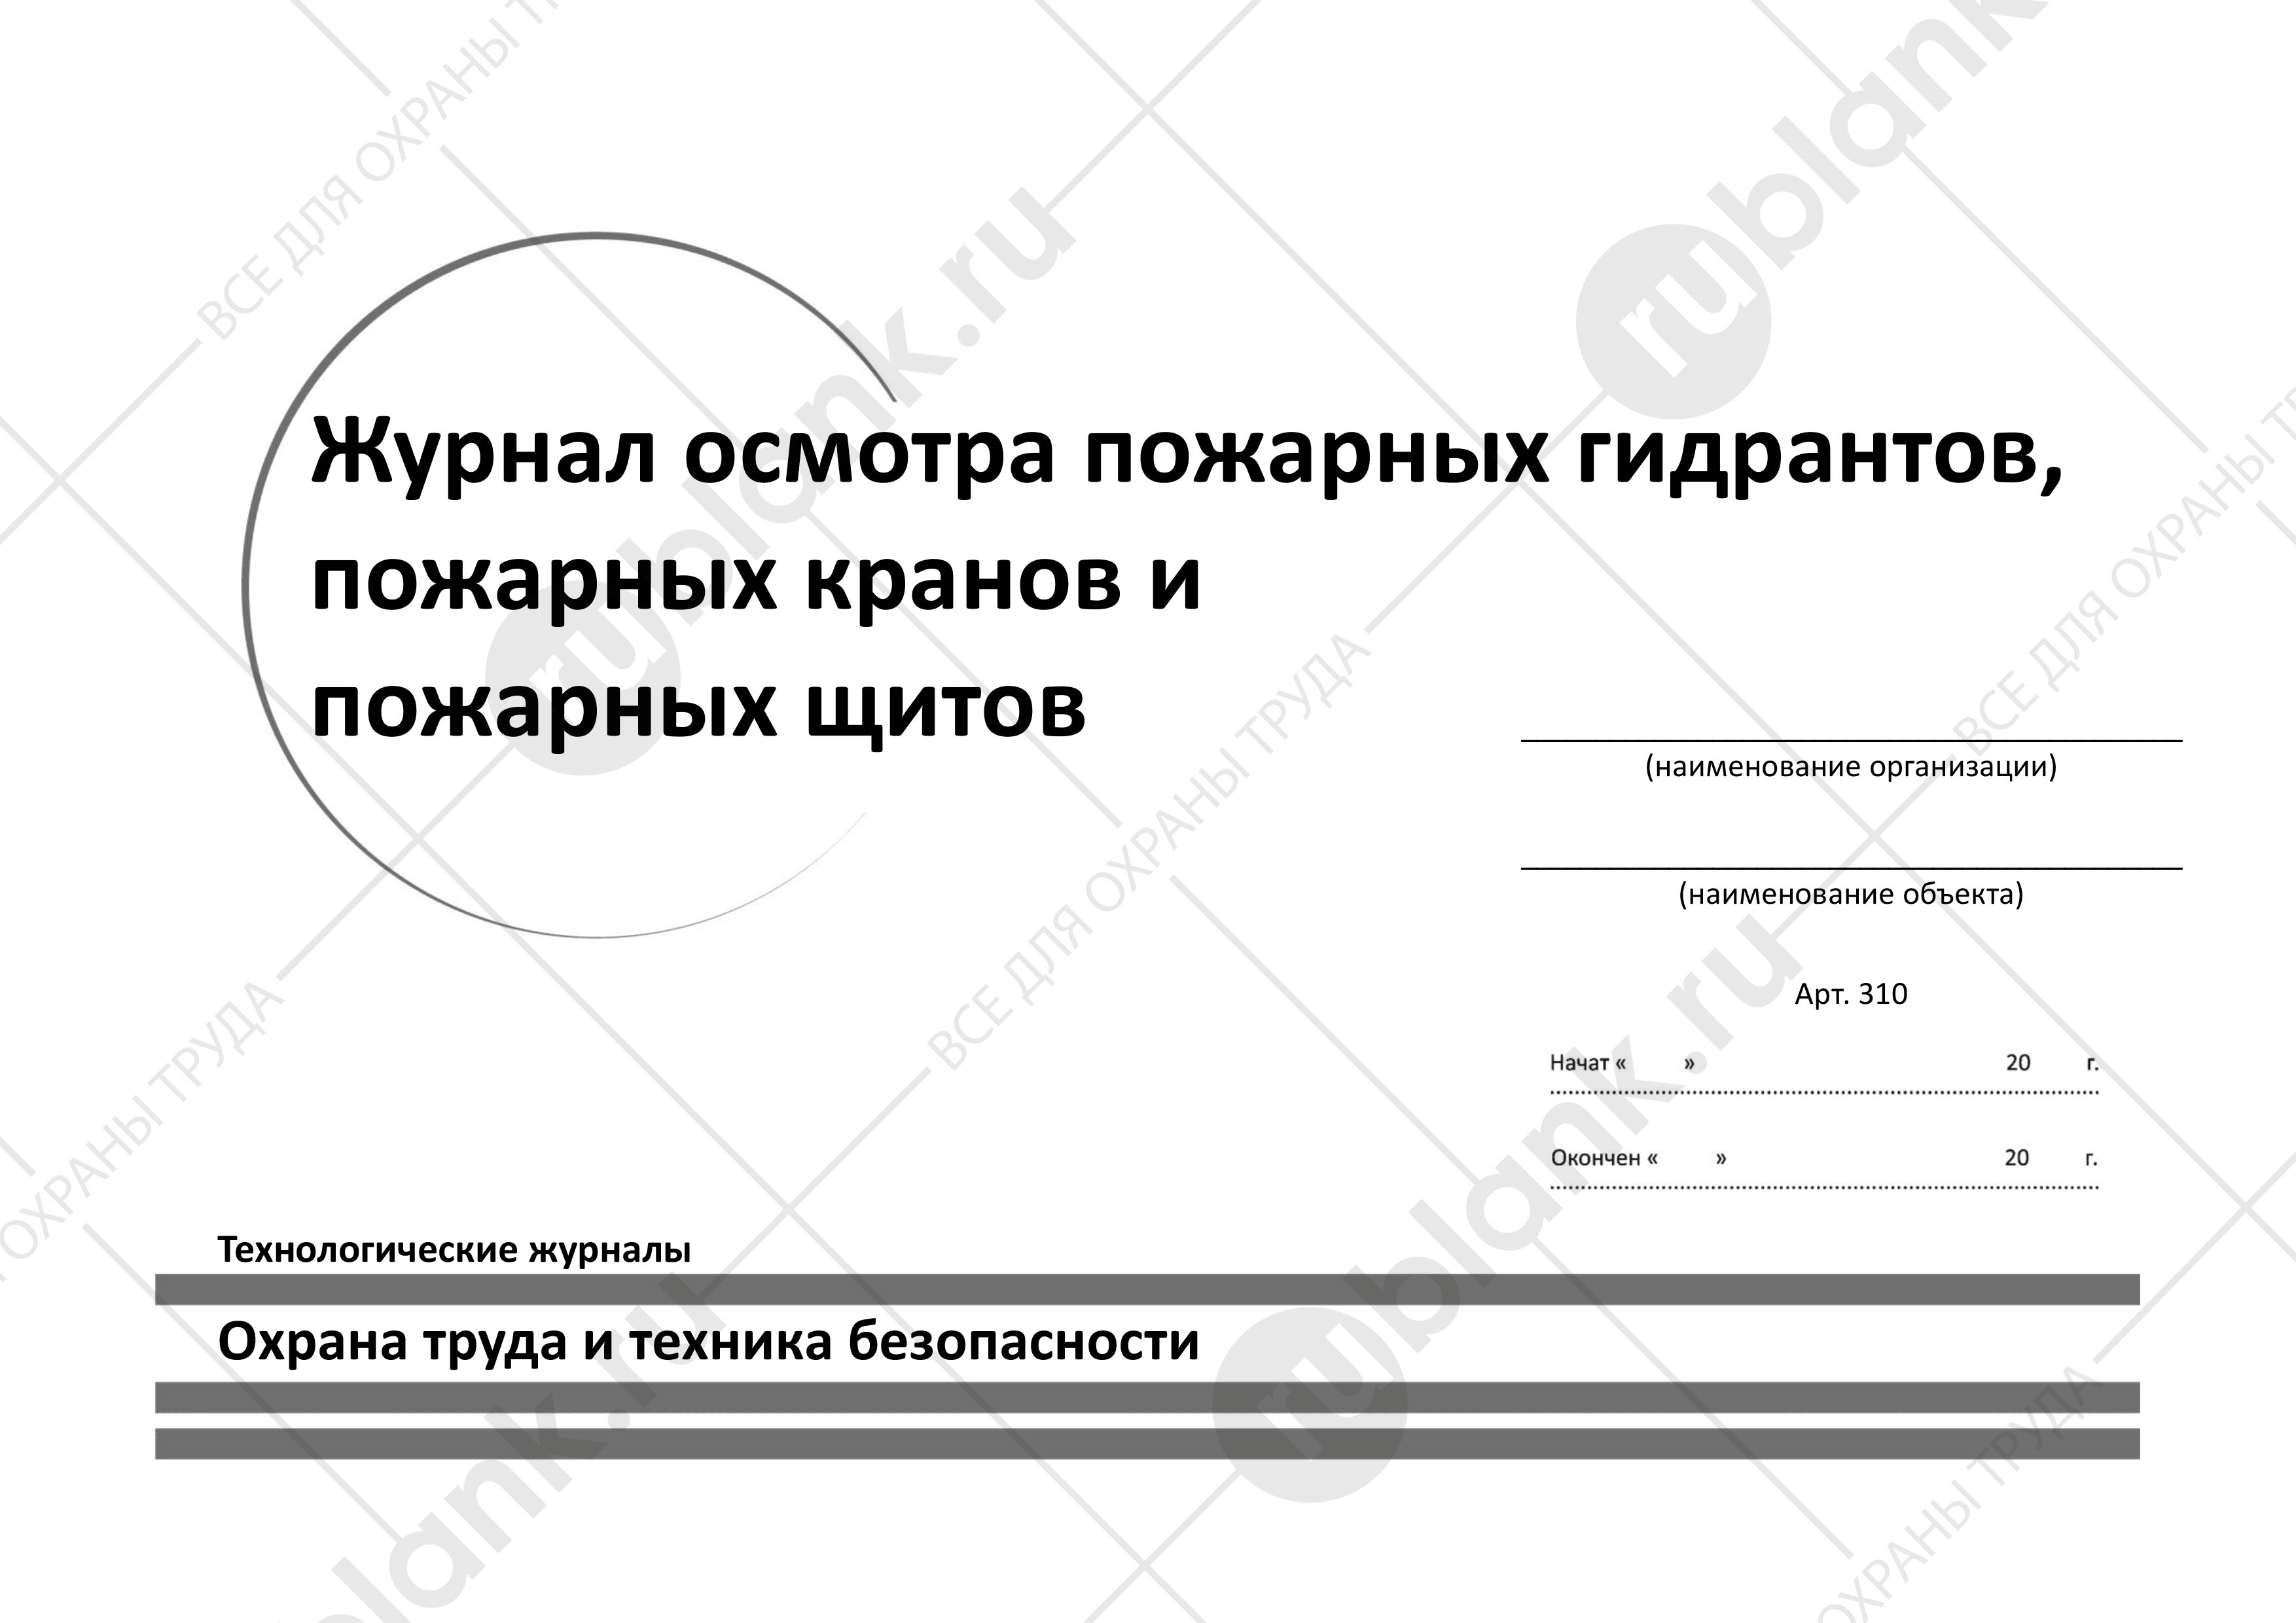 Журнал осмотра пожарных гидрантов,
пожарных кранов и
пожарных щитов
(наименование организации)
(наименование объекта)
Арт. 310
Начат « » 20 г.
Окончен « » 20 г.
Технологические журналы
Охрана труда и техника безопасности
ВСЕ ДЛЯ ОХРАНЫ ТРУДА
rublank.ru